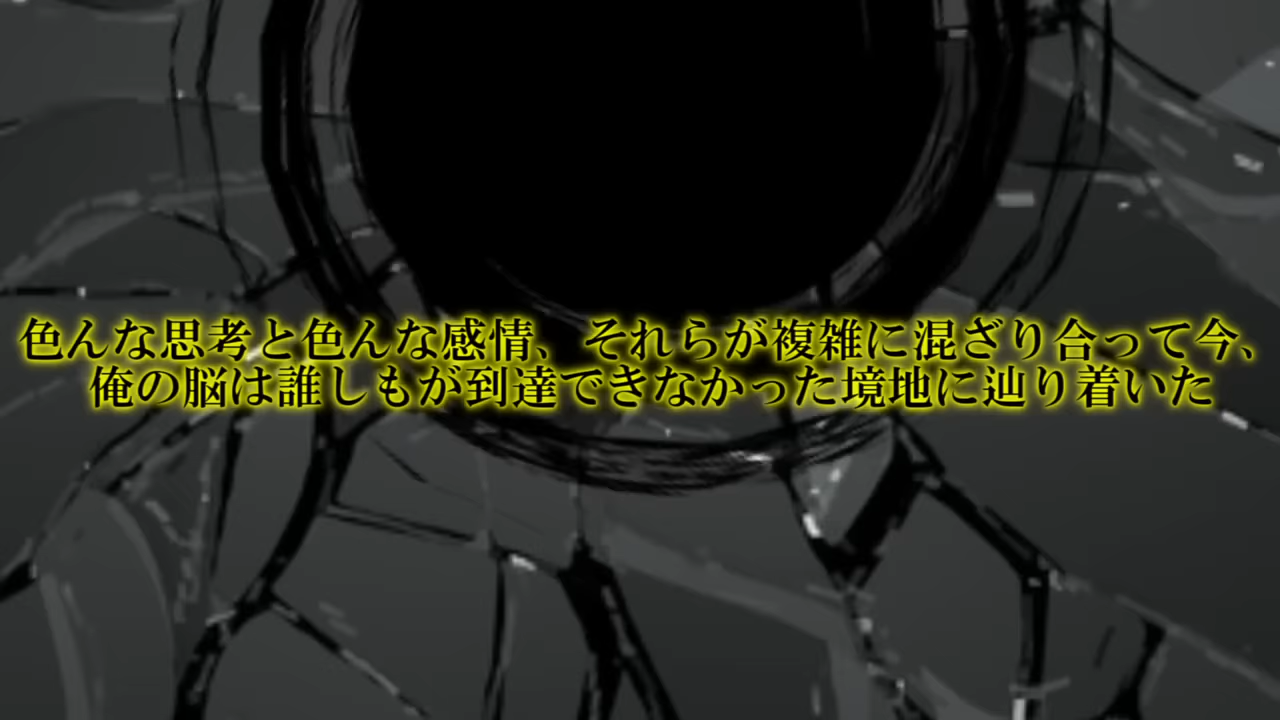 色んな思考と色んな感情、それらが複雑に混ざり合って今、
俺の脳は誰しもが到達できなかった境地に辿り着いた